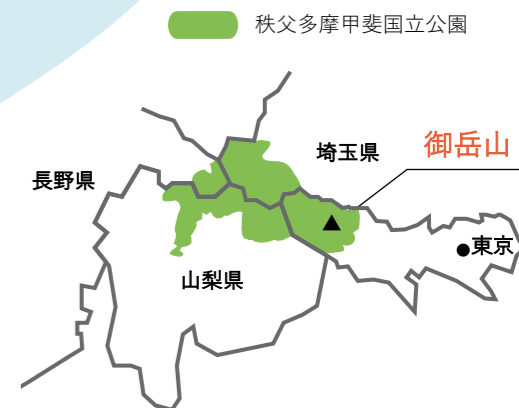 秩父多摩甲斐国立公園
御岳山
埼玉県
長野県
東京
山梨県